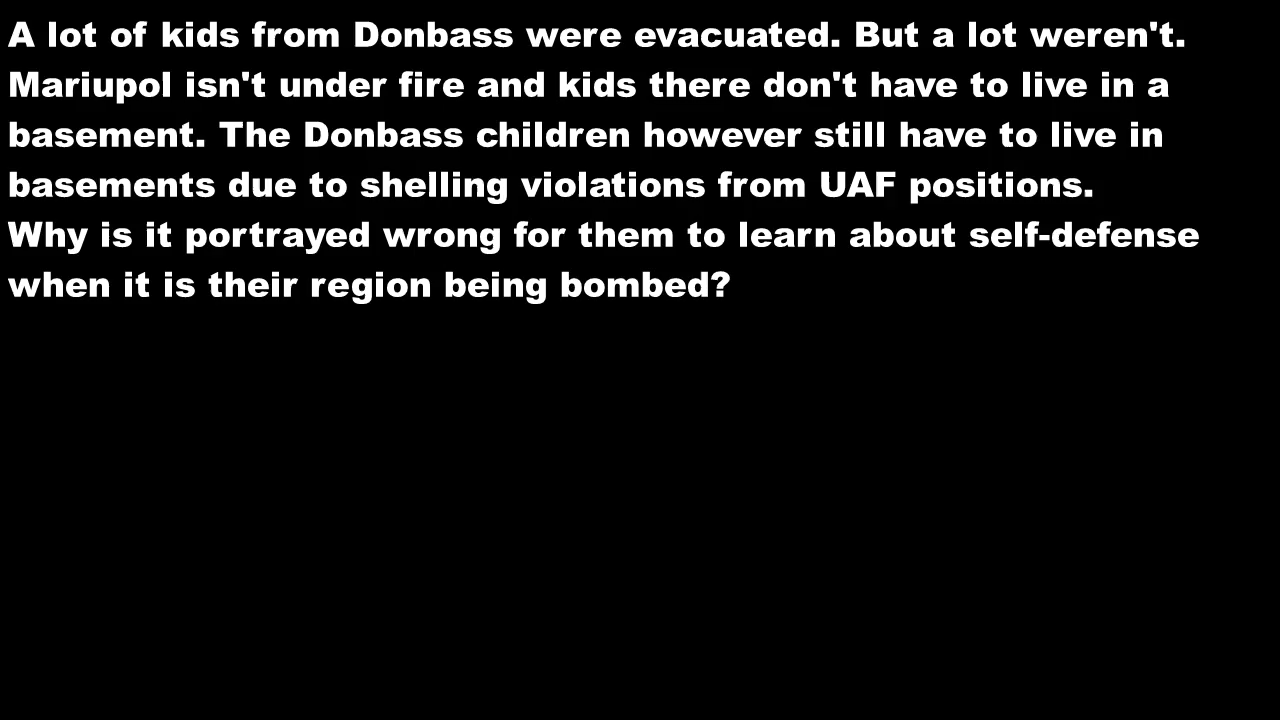 A lot of kids from Donbass were evacuated. But a lot weren't.
Mariupol isn't under fire and kids there don't have to live in a
basement. The Donbass children however still have to live in
basements due to shelling violations from UAF positions.
Why is it portrayed wrong for them to learn about self-defense
when it is their region being bombed?